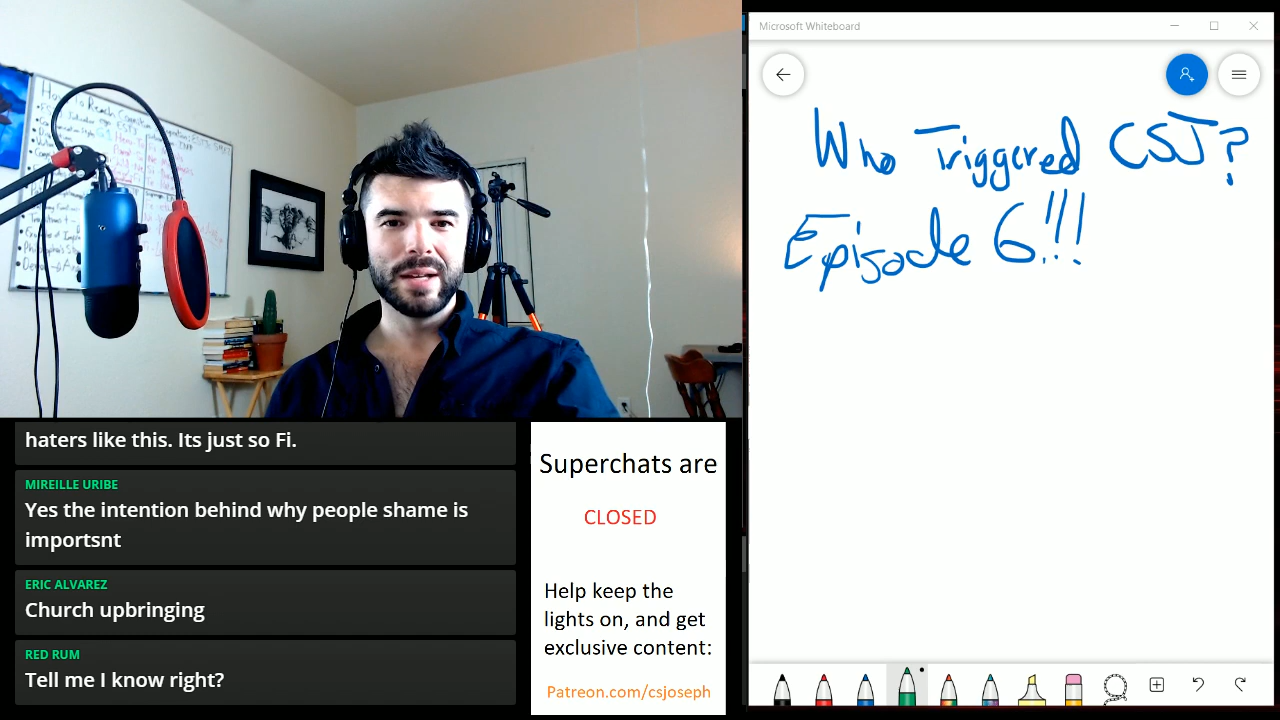 Microsoft Whiteboard
Who Triggered CSJ?
Episode 6!!!
haters like this. Its just so Fi.
MIREILLE URIBE
Yes the intention behind why people shame is
importsnt
ERIC ALVAREZ
Church upbringing
RED RUM
Tell me I know right?
Superchats are
CLOSED
Help keep the
lights on, and get
exclusive content:
Patreon.com/csjoseph